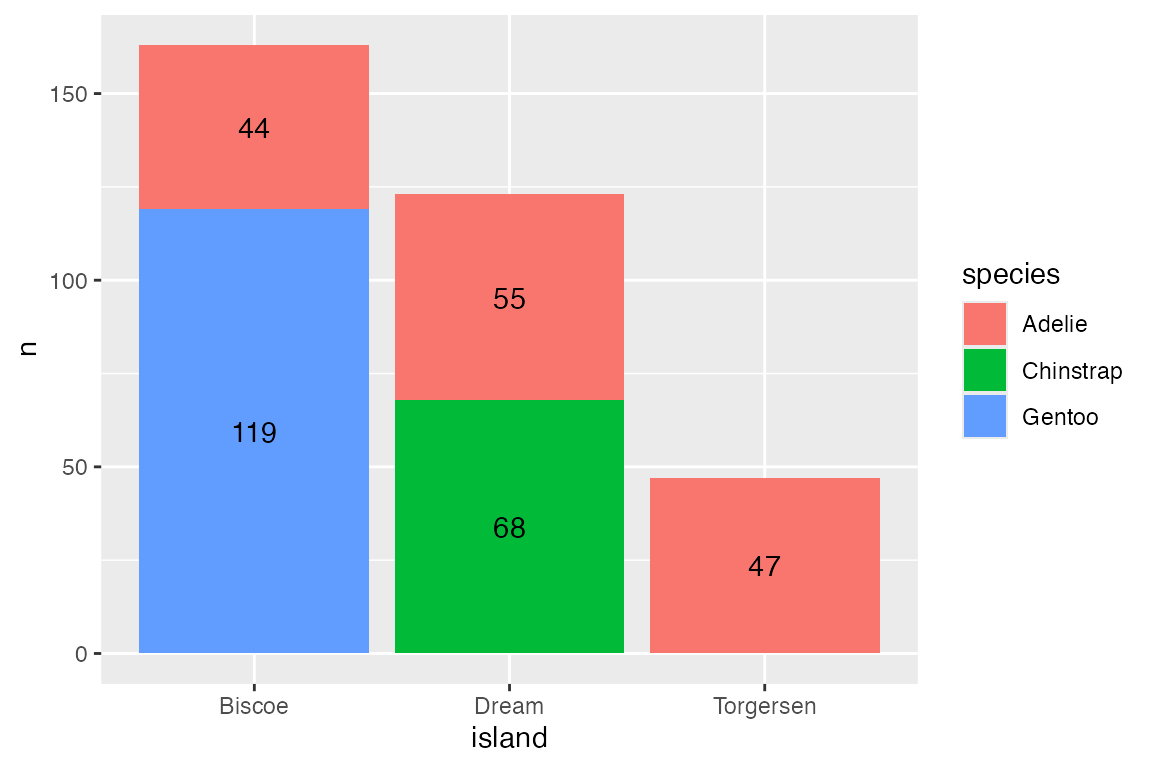 150
100
50
0
n
44
119
55
68
47
Biscoe
Dream
Torgersen
island
species
Adelie
Chinstrap
Gentoo